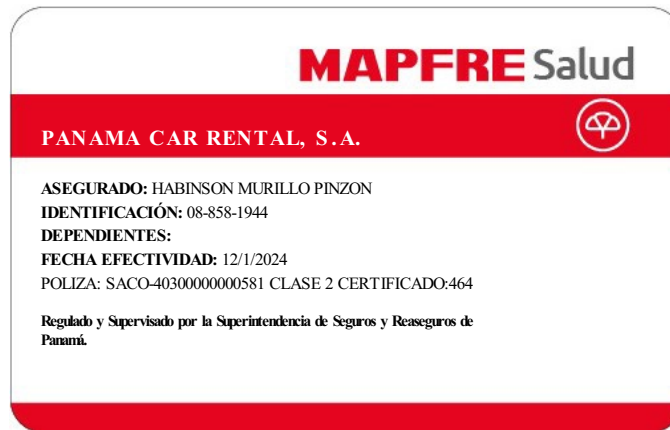 MAPFRE Salud
PANAMA CAR RENTAL, S.A.
ASEGURADO: HABINSON MURILLO PINZON
IDENTIFICACIÓN: 08-858-1944
DEPENDIENTES:
FECHA EFECTIVIDAD: 12/1/2024
POLIZA: SACO-40300000000581 CLASE 2 CERTIFICADO:464
Regulado y Supervisado por la Superintendencia de Seguros y Reaseguros de
Panamá.